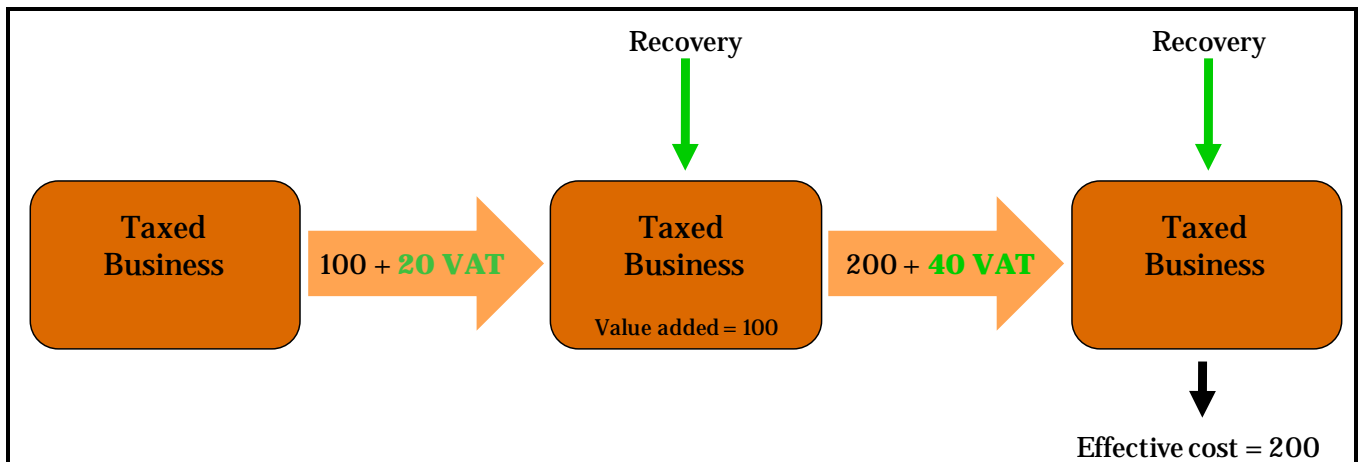 Recovery
Recovery
Taxed
Business
100 + 20 VAT
Taxed
Business
Value added = 100
200 + 40 VAT
Taxed
Business
Effective cost = 200